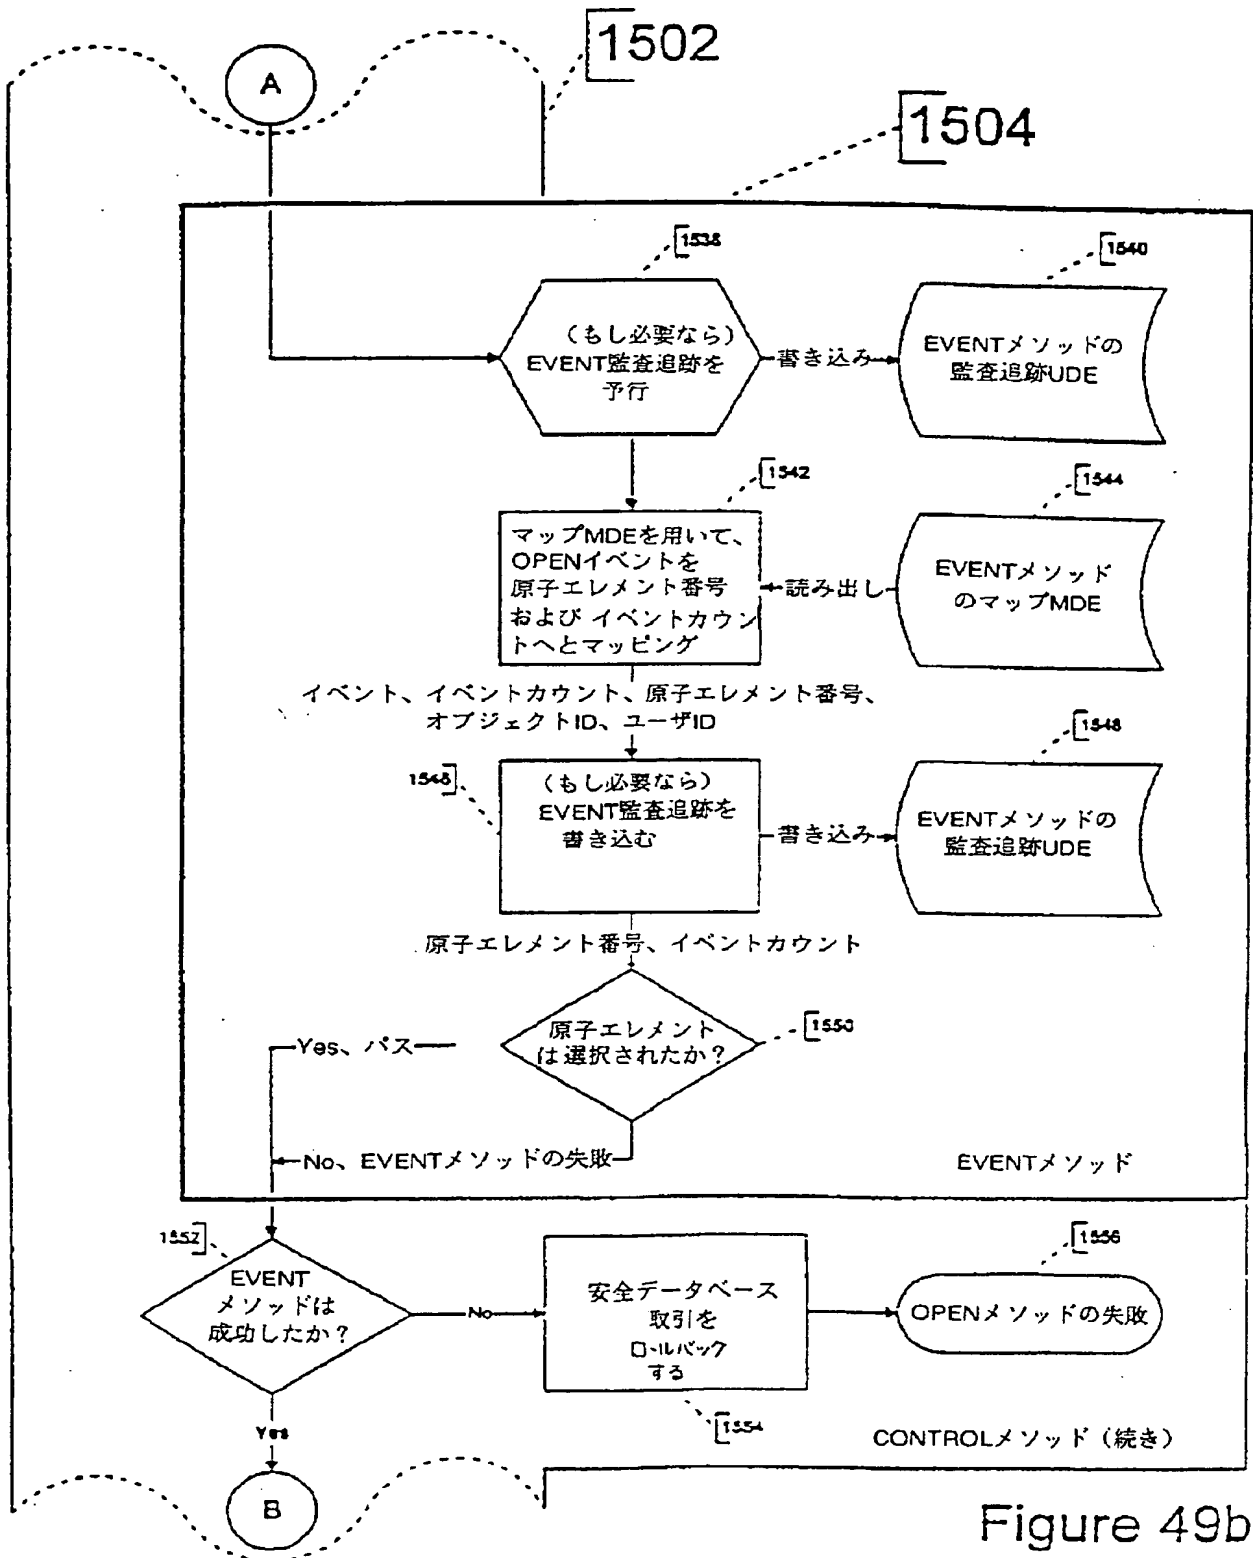 1502
A
1504
1538
1540
(もし必要なら)
EVENT監査追跡を
予行
書き込み
EVENTメソッドの
監査追跡UDE
1542
1544
マップMDEを用いて、
OPENイベントを
原子エレメント番号
および イベントカウン
トへとマッピング
読み出し
EVENTメソッド
のマップMDE
イベント、イベントカウント、原子エレメント番号、
オブジェクトID、ユーザID
1548
(もし必要なら)
EVENT監査追跡を
書き込む
書き込み
EVENTメソッドの
監査追跡UDE
原子エレメント番号、イベントカウント
1550
原子エレメント
は選択されたか?
Yes、パス
No、EVENTメソッドの失敗
EVENTメソッド
1552
1556
EVENT
メソッドは
成功したか?
No
安全データベース
取引を
ロールバック
する
OPENメソッドの失敗
1554
Yes
CONTROLメソッド(続き)
B
Figure 49b